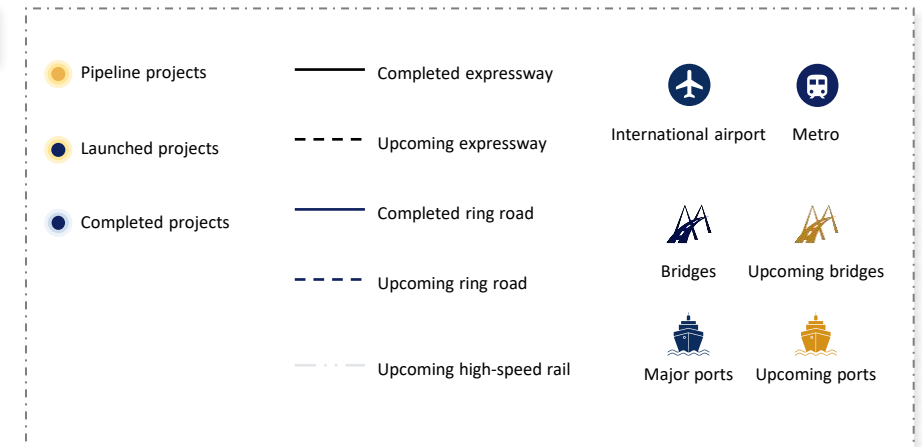 Pipeline projects
Launched projects
Completed projects
Completed expressway
Upcoming expressway
Completed ring road
Upcoming ring road
Upcoming high-speed rail
International airport
Metro
Bridges
Upcoming bridges
Major ports
Upcoming ports